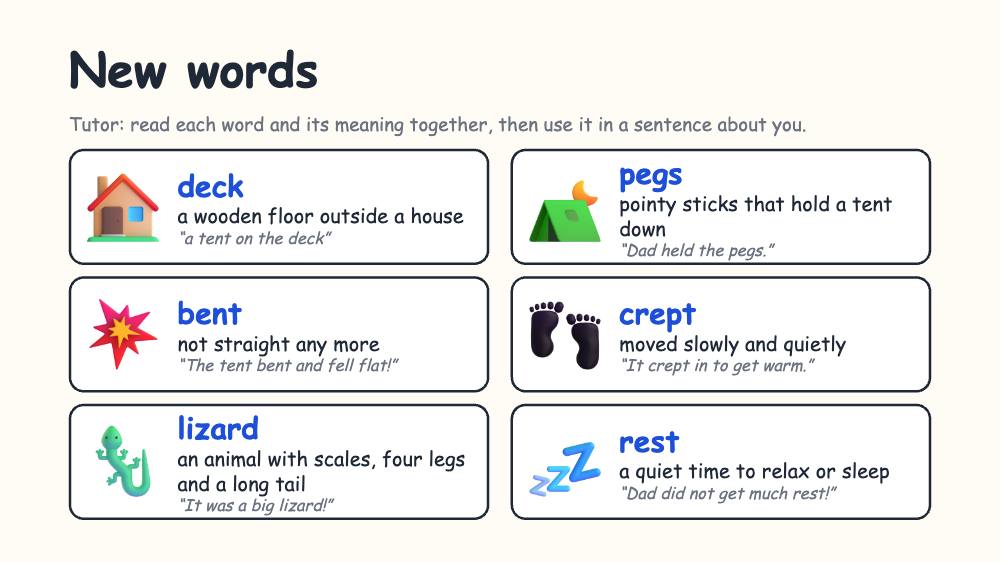 New words
Tutor: read each word and its meaning together, then use it in a sentence about you.
deck
a wooden floor outside a house
"a tent on the deck"
pegs
pointy sticks that hold a tent
down
"Dad held the pegs."
bent
not straight any more
"The tent bent and fell flat!"
crept
moved slowly and quietly
"It crept in to get warm."
lizard
an animal with scales, four legs
and a long tail
"It was a big lizard!"
rest
a quiet time to relax or sleep
"Dad did not get much rest!"